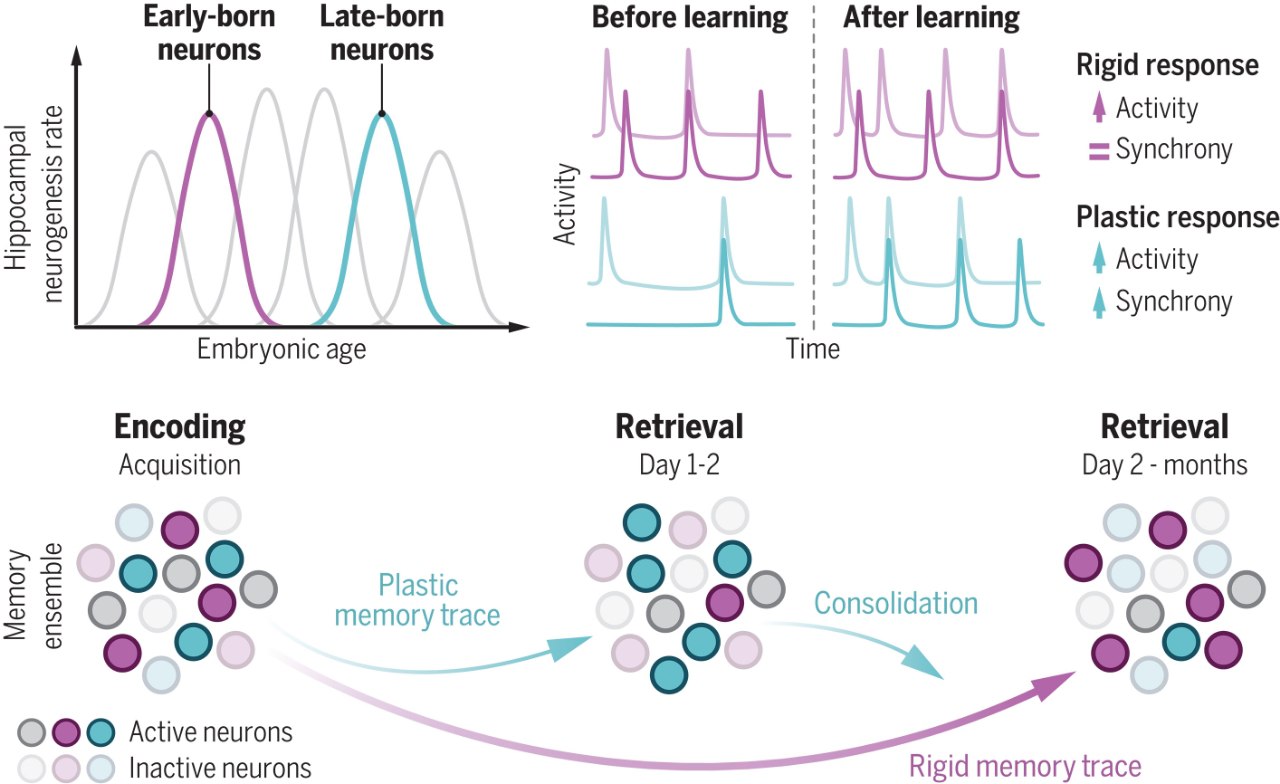 Early-born
neurons
Late-born
neurons
Hippocampal
neurogenesis rate
Embryonic age
Before learning
After learning
Activity
Time
Rigid response
Activity
Synchrony
Plastic response
Activity
Synchrony
Encoding
Acquisition
Retrieval
Day 1-2
Retrieval
Day 2 - months
Memory
ensemble
Plastic
memory trace
Consolidation
Rigid memory trace
Active neurons
Inactive neurons